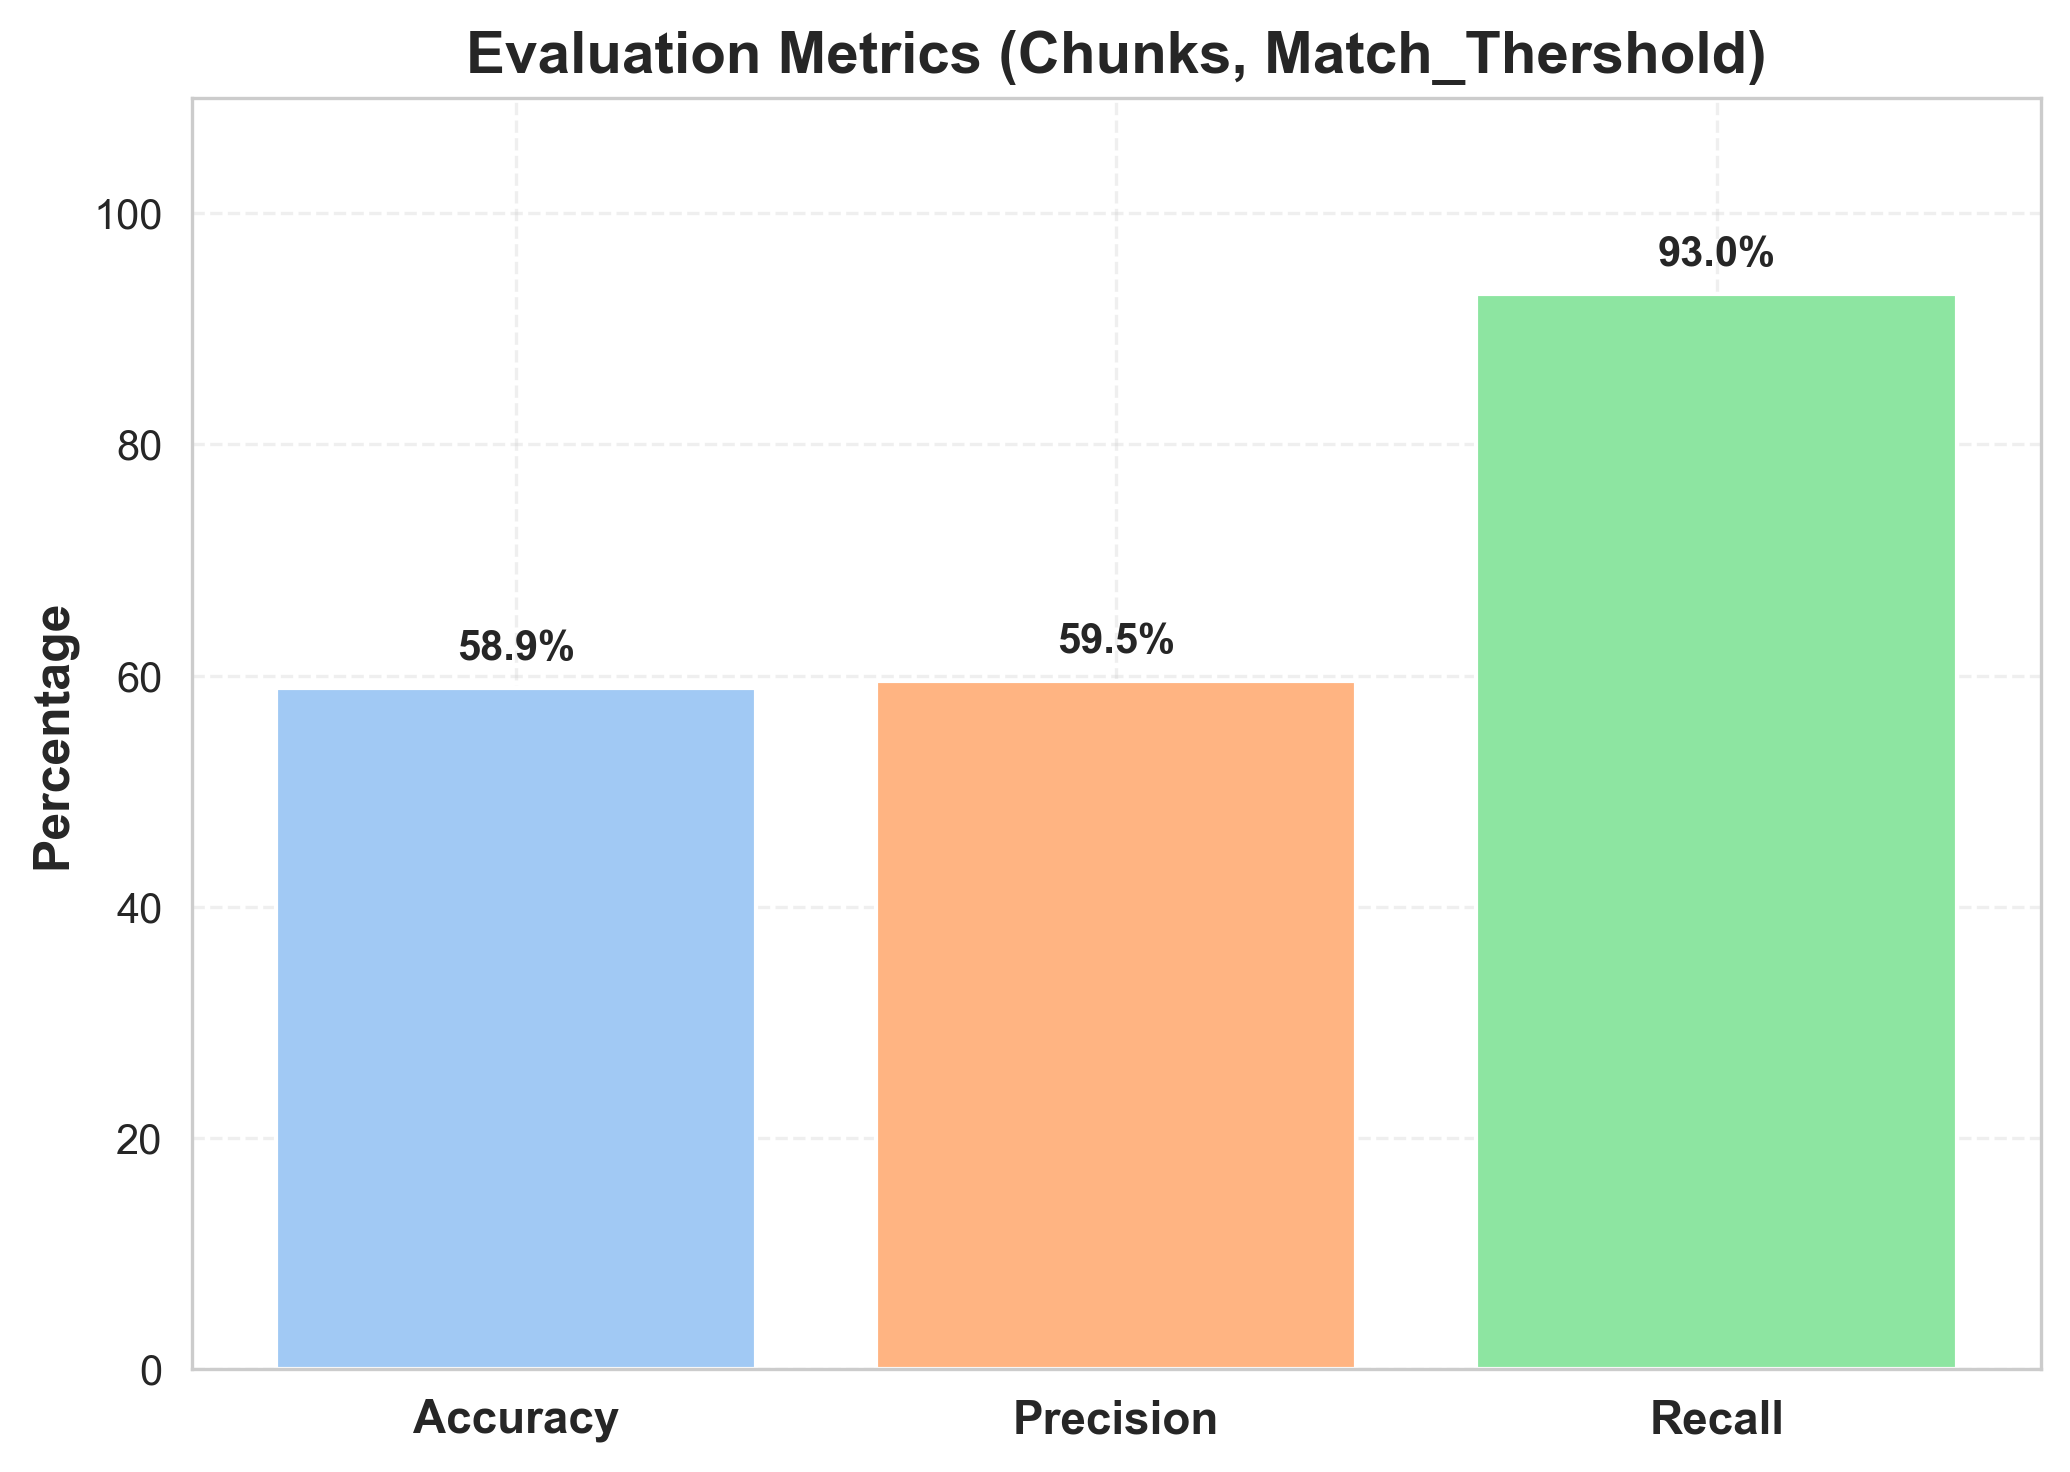 Evaluation Metrics (Chunks, Match_Thershold)
100
80
60
40
20
0
Percentage
58.9%
59.5%
93.0%
Accuracy
Precision
Recall